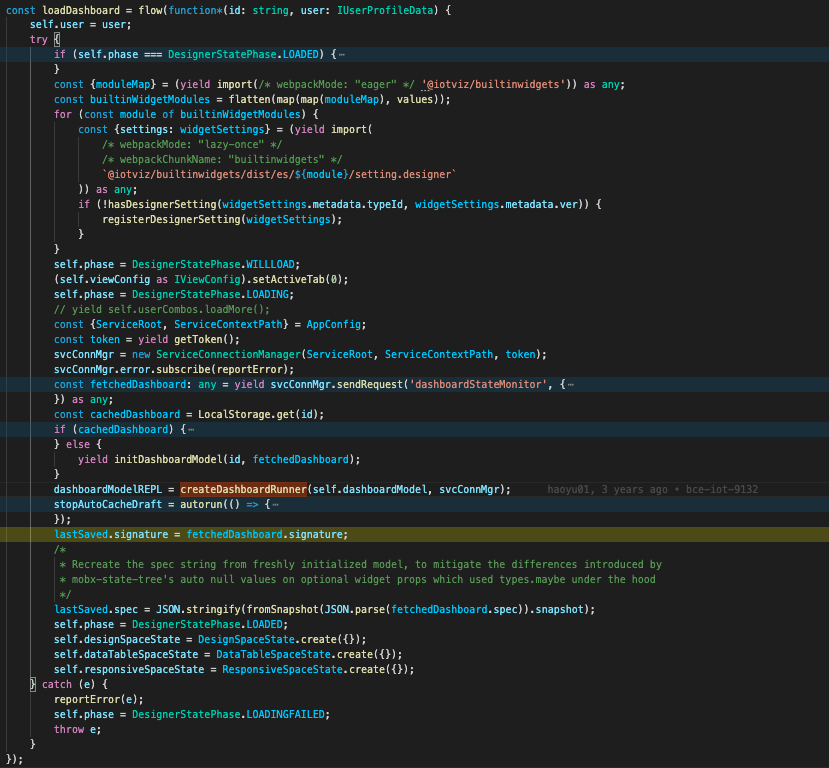 const loadDashboard = flow(function*(id: string, user: IUserProfileData) {
    self.user = user;
    try {
        if (self.phase === DesignerStatePhase.LOADED) {⋯
        }
        const {moduleMap} = (yield import(/* webpackMode: "eager" */ '@iotviz/builtinwidgets')) as any;
        const builtinWidgetModules = flatten(map(map(moduleMap), values));
        for (const module of builtinWidgetModules) {
            const {settings: widgetSettings} = (yield import(
                /* webpackMode: "lazy-once" */
                /* webpackChunkName: "builtinwidgets" */
                `@iotviz/builtinwidgets/dist/es/${module}/setting.designer`
            )) as any;
            if (!hasDesignerSetting(widgetSettings.metadata.typeId, widgetSettings.metadata.ver)) {
                registerDesignerSetting(widgetSettings);
            }
        }
        self.phase = DesignerStatePhase.WILLLOAD;
        (self.viewConfig as IViewConfig).setActiveTab(0);
        self.phase = DesignerStatePhase.LOADING;
        // yield self.userCombos.loadMore();
        const {ServiceRoot, ServiceContextPath} = AppConfig;
        const token = yield getToken();
        svcConnMgr = new ServiceConnectionManager(ServiceRoot, ServiceContextPath, token);
        svcConnMgr.error.subscribe(reportError);
        const fetchedDashboard: any = yield svcConnMgr.sendRequest('dashboardStateMonitor', {⋯
        }) as any;
        const cachedDashboard = LocalStorage.get(id);
        if (cachedDashboard) {⋯
        } else {
            yield initDashboardModel(id, fetchedDashboard);
        }
        dashboardModelREPL = createDashboardRunner(self.dashboardModel, svcConnMgr);      haoyu01, 3 years ago • bce-iot-9132
        stopAutoCacheDraft = autorun(() => {⋯
        });
        lastSaved.signature = fetchedDashboard.signature;
        /*
         * Recreate the spec string from freshly initialized model, to mitigate the differences introduced by
         * mobx-state-tree's auto null values on optional widget props which used types.maybe under the hood
         */
        lastSaved.spec = JSON.stringify(fromSnapshot(JSON.parse(fetchedDashboard.spec)).snapshot);
        self.phase = DesignerStatePhase.LOADED;
        self.designSpaceState = DesignSpaceState.create({});
        self.dataTableSpaceState = DataTableSpaceState.create({});
        self.responsiveSpaceState = ResponsiveSpaceState.create({});
    } catch (e) {
        reportError(e);
        self.phase = DesignerStatePhase.LOADINGFAILED;
        throw e;
    }
});